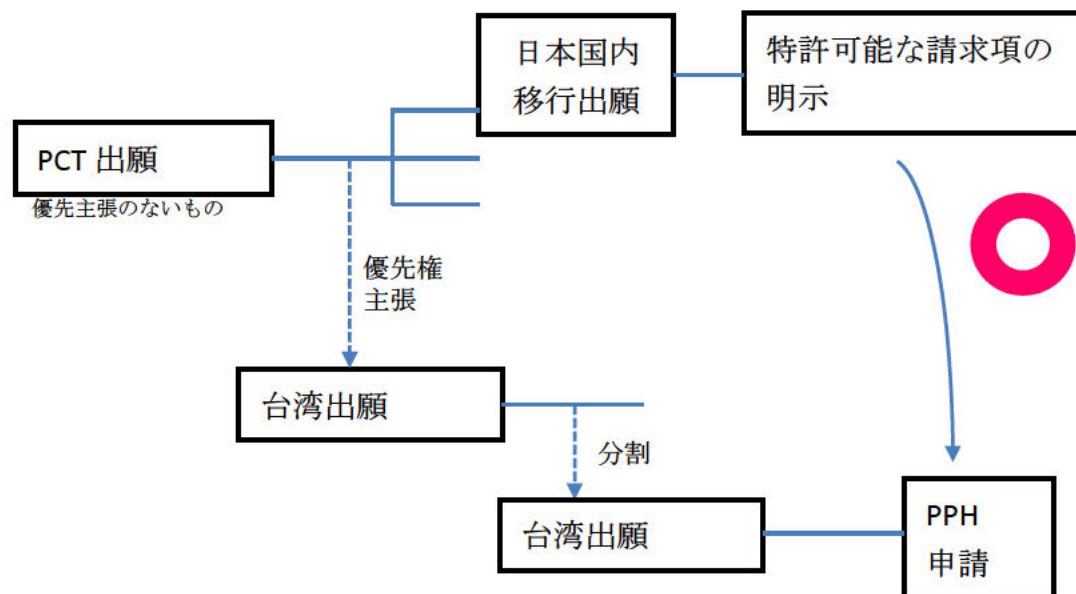 日本国内
移行出願
特許可能な請求項の
明示
PCT 出願
優先主張のないもの
優先権
主張
台湾出願
分割
台湾出願
PPH
申請